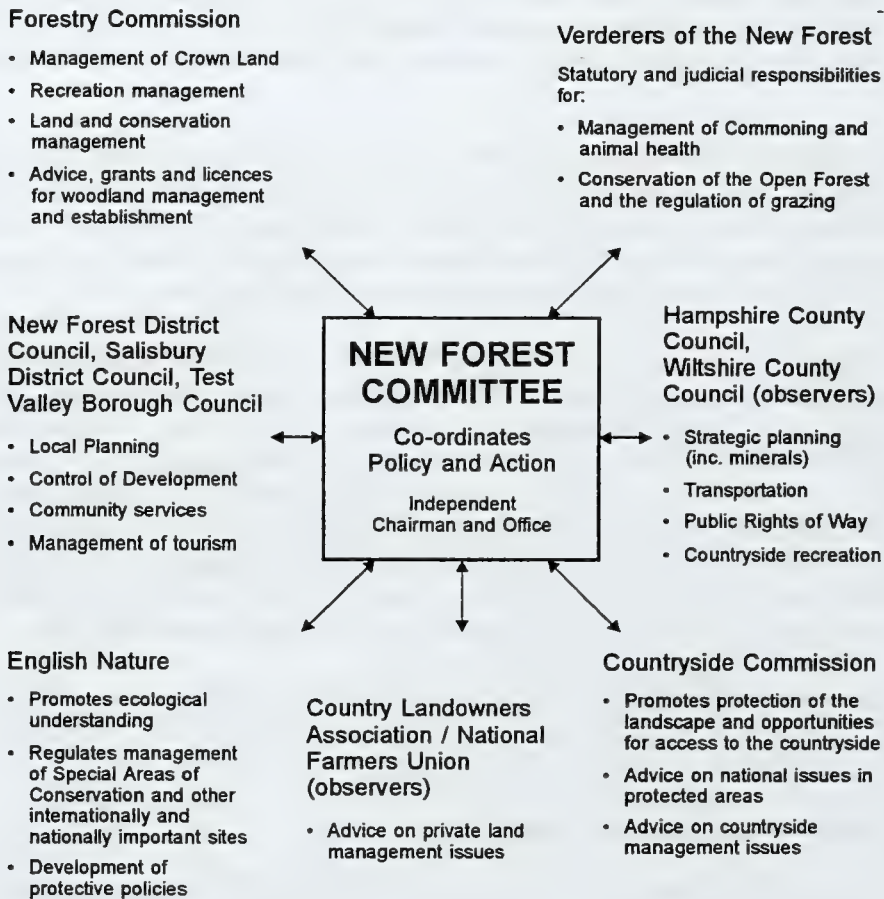 Forestry Commission
• Management of Crown Land
• Recreation management
• Land and conservation
management
• Advice, grants and licences
for woodland management
and establishment
Verderers of the New Forest
Statutory and judicial responsibilities
for:
• Management of Commoning and
animal health
• Conservation of the Open Forest
and the regulation of grazing
New Forest District
Council, Salisbury
District Council, Test
Valley Borough Council
• Local Planning
• Control of Development
• Community services
• Management of tourism
NEW FOREST
COMMITTEE
Co-ordinates
Policy and Action
Independent
Chairman and Office
Hampshire County
Council,
Wiltshire County
Council (observers)
• Strategic planning
(inc. minerals)
• Transportation
• Public Rights of Way
• Countryside recreation
English Nature
• Promotes ecological
understanding
• Regulates management
of Special Areas of
Conservation and other
internationally and
nationally important sites
• Development of
protective policies
Country Landowners
Association / National
Farmers Union
(observers)
• Advice on private land
management issues
Countryside Commission
• Promotes protection of the
landscape and opportunities
for access to the countryside
• Advice on national issues in
protected areas
• Advice on countryside
management issues